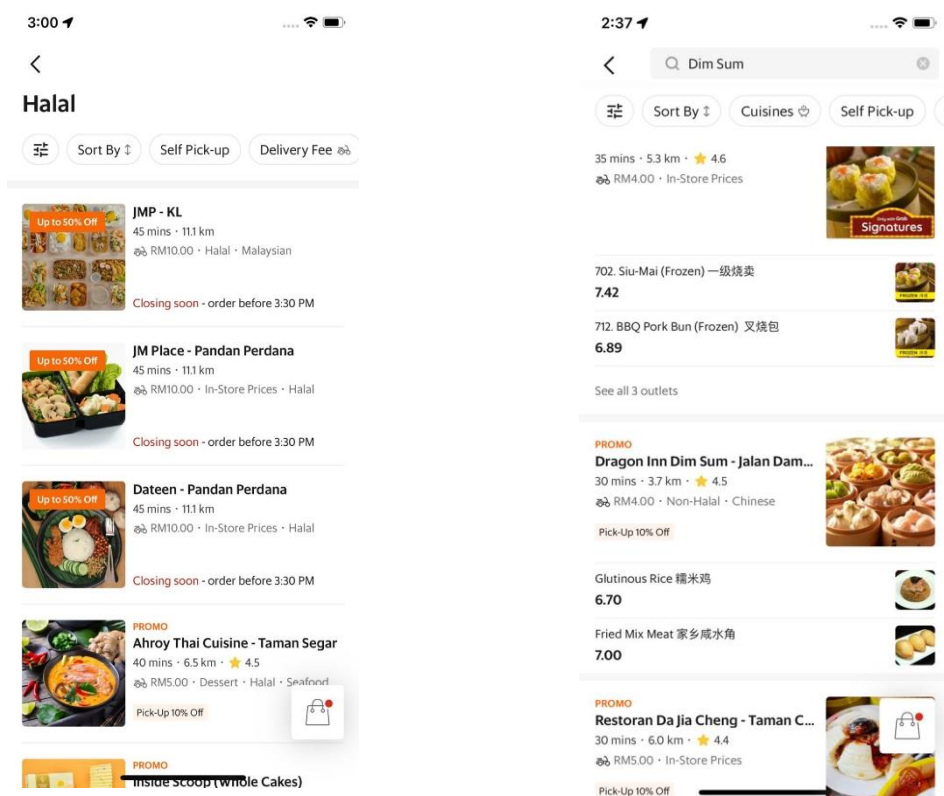 3:00
Halal
Sort By
Self Pick-up
Delivery Fee
Up to 50% Off
JMP - KL
45 mins · 11.1 km
RM10.00 · Halal · Malaysian
Closing soon - order before 3:30 PM
Up to 50% Off
JM Place - Pandan Perdana
45 mins · 11.1 km
RM10.00 · In-Store Prices · Halal
Closing soon - order before 3:30 PM
Up to 50% Off
Dateen - Pandan Perdana
45 mins · 11.1 km
RM10.00 · In-Store Prices · Halal
Closing soon - order before 3:30 PM
PROMO
Ahroy Thai Cuisine - Taman Segar
40 mins · 6.5 km · 4.5
RM5.00 · Dessert · Halal · Seafood
Pick-Up 10% Off
PROMO
Inside Scoop (Whole Cakes)
2:37
Dim Sum
Sort By
Cuisines
Self Pick-up
35 mins · 5.3 km · 4.6
RM4.00 · In-Store Prices
Only with Grab
Signatures
702. Siu-Mai (Frozen) 一级烧卖
7.42
712. BBQ Pork Bun (Frozen) 叉烧包
6.89
See all 3 outlets
PROMO
Dragon Inn Dim Sum - Jalan Dam...
30 mins · 3.7 km · 4.5
RM4.00 · Non-Halal · Chinese
Pick-Up 10% Off
Glutinous Rice 糯米鸡
6.70
Fried Mix Meat 家乡咸水角
7.00
PROMO
Restoran Da Jia Cheng - Taman C...
30 mins · 6.0 km · 4.4
RM5.00 · In-Store Prices
Pick-Up 10% Off